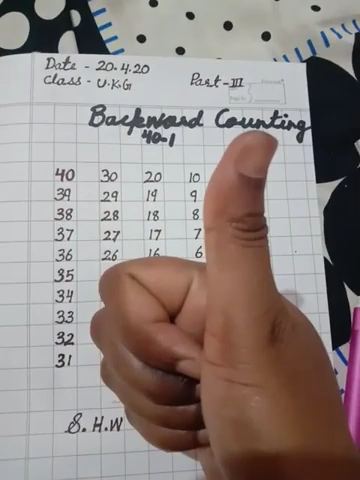 Date - 20.4.20
Class - U.K.G Part - III
Backward Counting
40-1
40 30 20 10
39 29 19 9
38 28 18 8
37 27 17 7
36 26 16 6
35
34
33
32
31
S. H.W